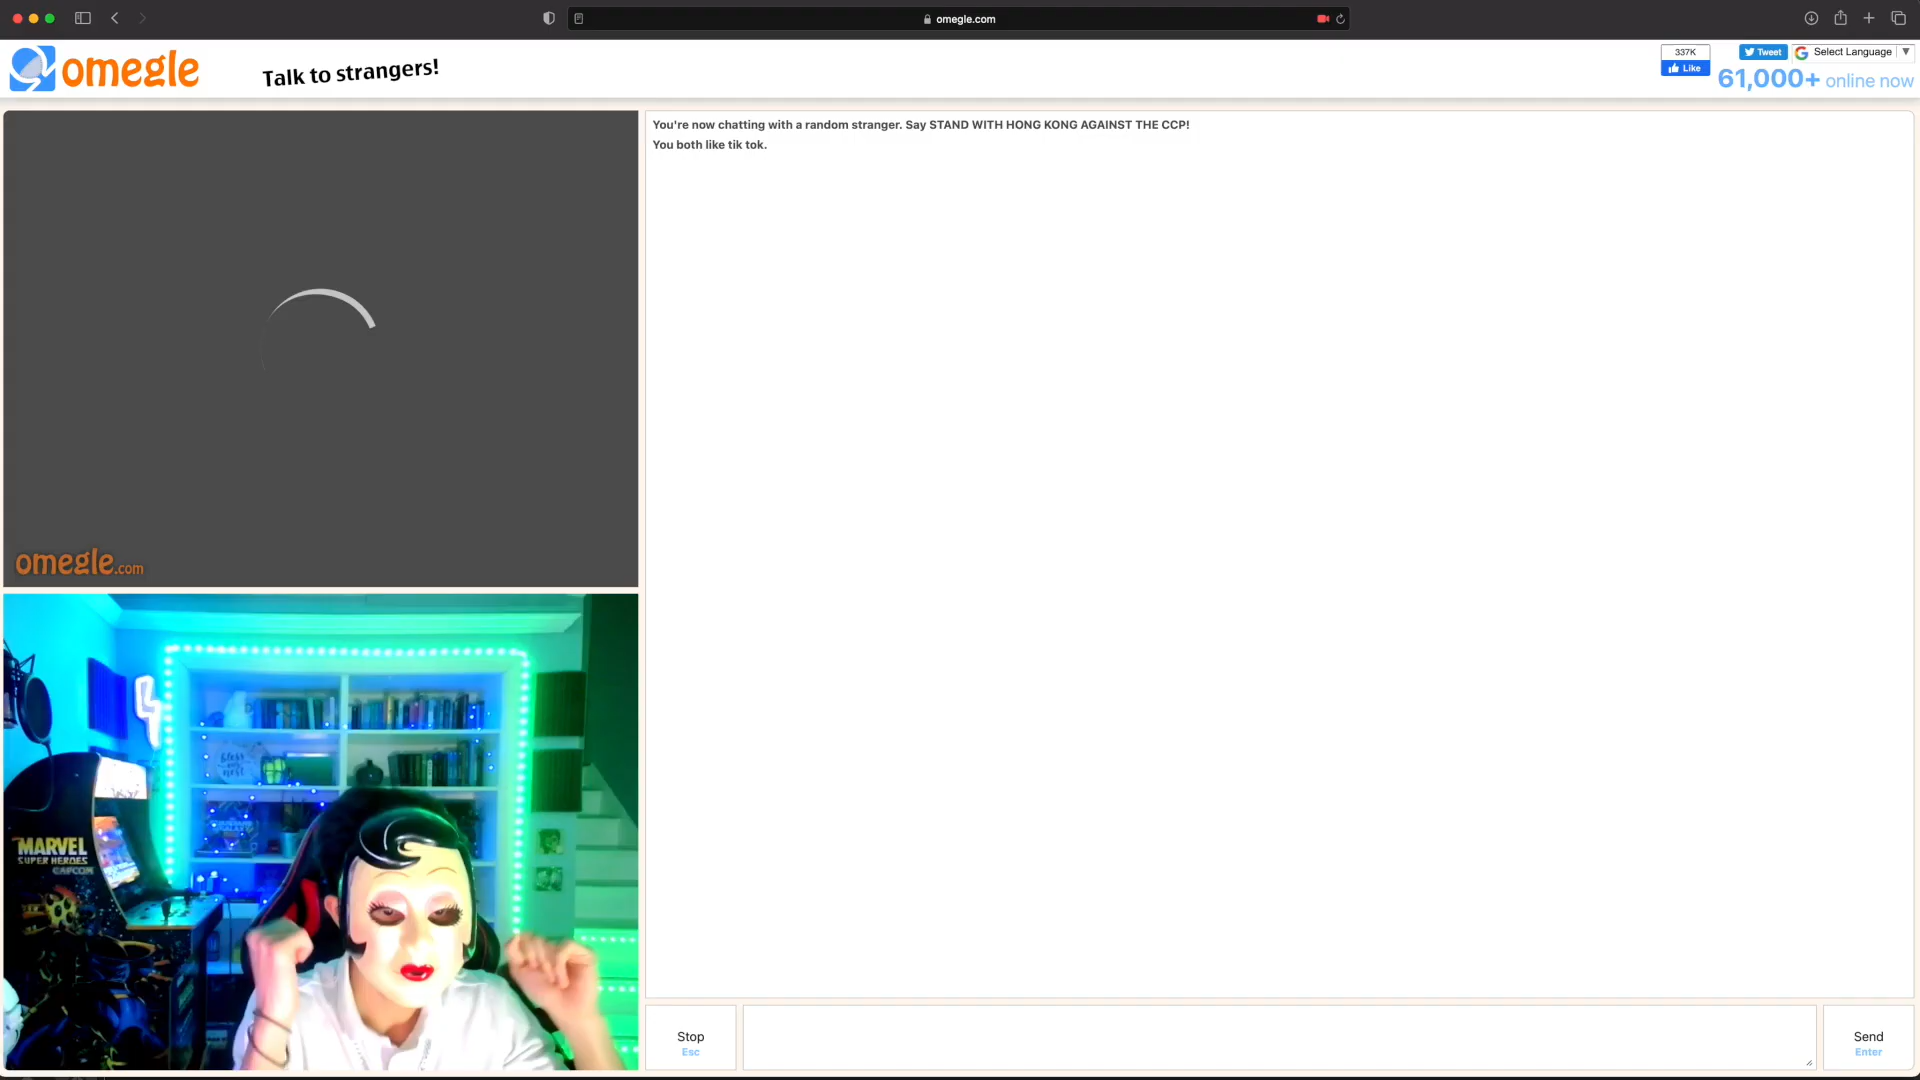 omegle.com
omegle
Talk to strangers!
337K
Like
Tweet
Select Language
61,000+ online now
You're now chatting with a random stranger. Say STAND WITH HONG KONG AGAINST THE CCP!
You both like tik tok.
omegle.com
bless
nest
MARVEL
SUPER HEROES
CAPCOM
Stop
Esc
Send
Enter